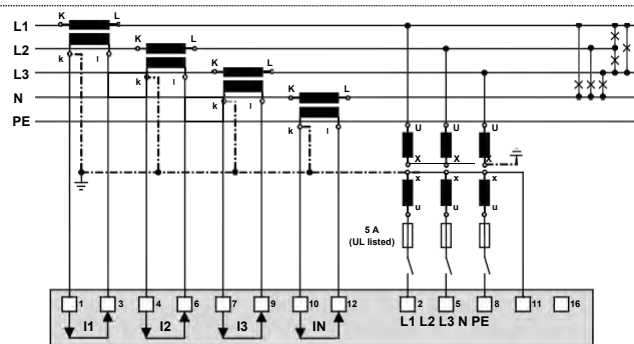 K L
L1
K L
L2
k l K L
L3
k l K L
N
k l
PE
k l
U U U
X X X
x x x
u u u
5 A
(UL listed)
1 3 4 6 7 9 10 12 2 5 8 11 16
I1 I2 I3 IN L1 L2 L3 N PE